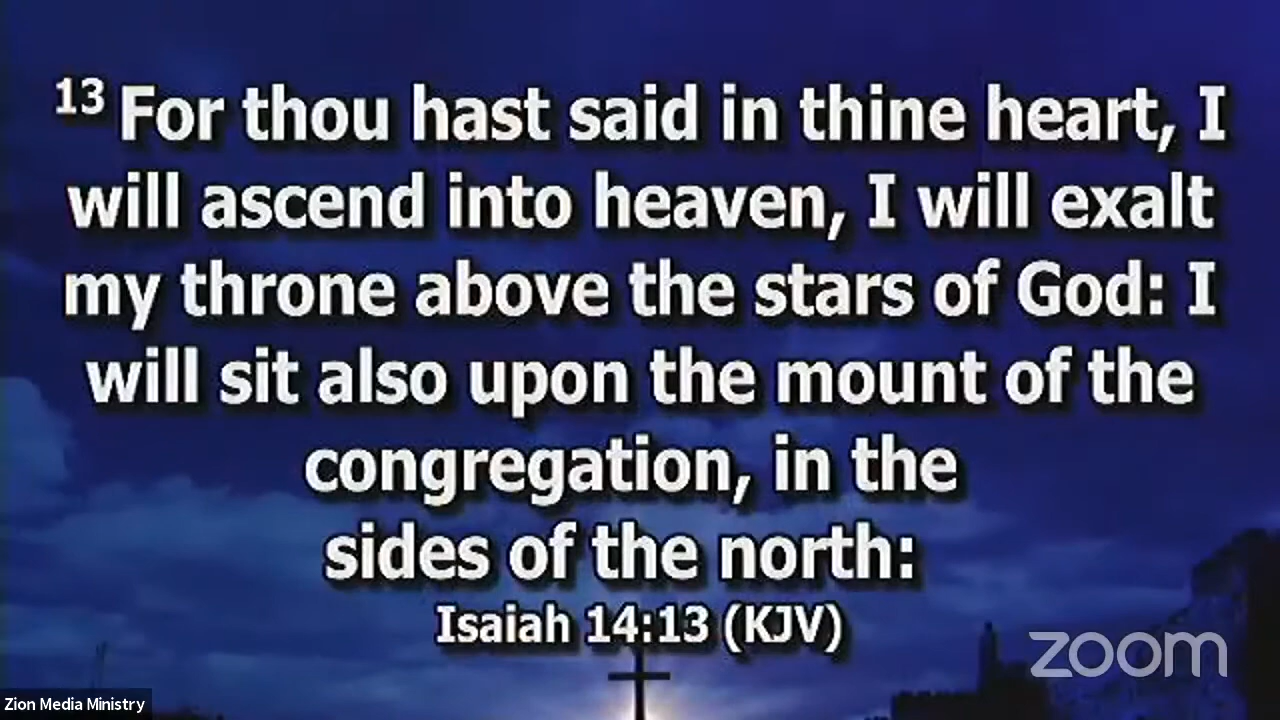 13 For thou hast said in thine heart, I
will ascend into heaven, I will exalt
my throne above the stars of God: I
will sit also upon the mount of the
congregation, in the
sides of the north:
Isaiah 14:13 (KJV)
zoom
Zion Media Ministry